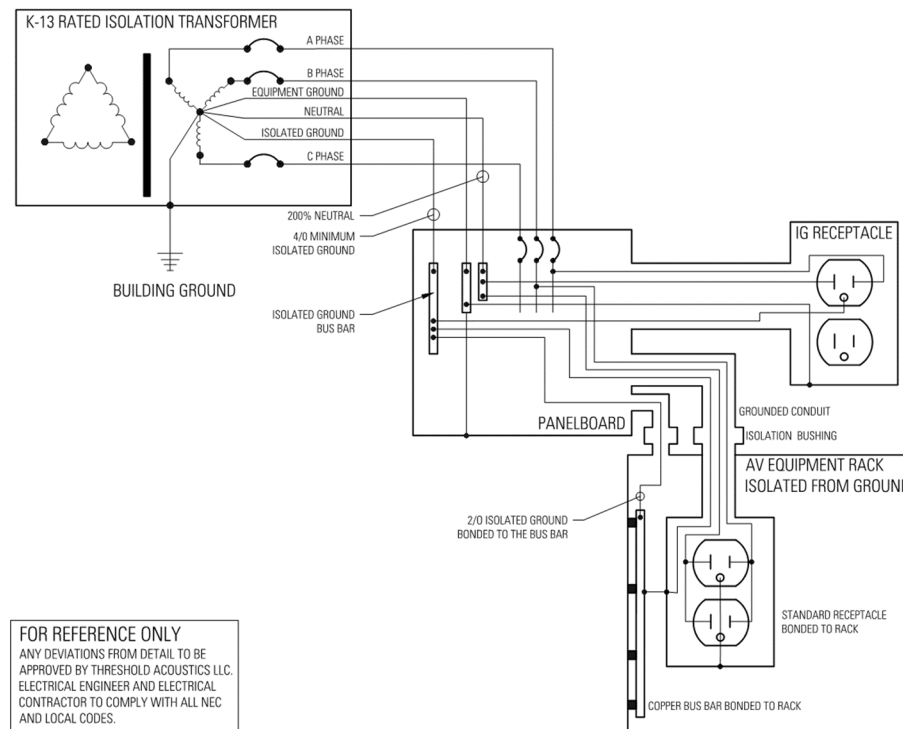 K-13 RATED ISOLATION TRANSFORMER
A PHASE
B PHASE
EQUIPMENT GROUND
NEUTRAL
ISOLATED GROUND
C PHASE
200% NEUTRAL
4/0 MINIMUM
ISOLATED GROUND
BUILDING GROUND
IG RECEPTACLE
ISOLATED GROUND
BUS BAR
PANELBOARD
GROUNDED CONDUIT
ISOLATION BUSHING
AV EQUIPMENT RACK
ISOLATED FROM GROUND
2/0 ISOLATED GROUND
BONDED TO THE BUS BAR
STANDARD RECEPTACLE
BONDED TO RACK
COPPER BUS BAR BONDED TO RACK
FOR REFERENCE ONLY
ANY DEVIATIONS FROM DETAIL TO BE
APPROVED BY THRESHOLD ACOUSTICS LLC.
ELECTRICAL ENGINEER AND ELECTRICAL
CONTRACTOR TO COMPLY WITH ALL NEC
AND LOCAL CODES.